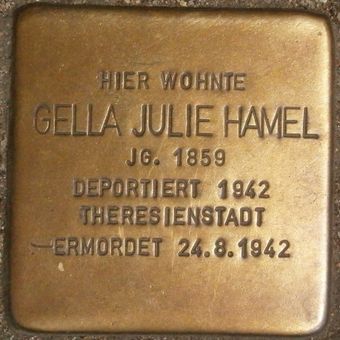 HIER WOHNTE
GELLA JULIE HAMEL
JG. 1859
DEPORTIERT 1942
THERESIENSTADT
ERMORDET 24.8.1942